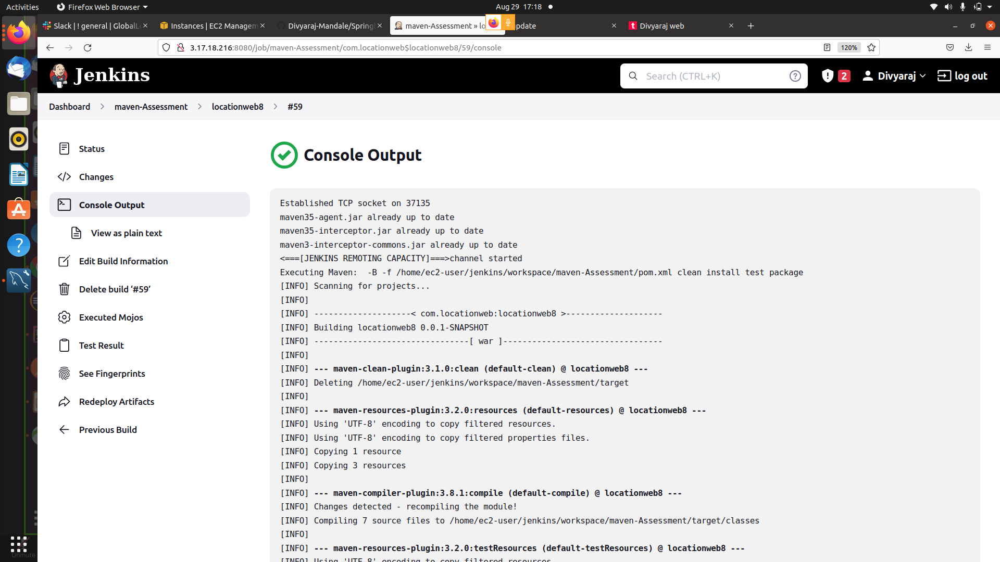 Activities
Firefox Web Browser
Aug 29 17:18
Slack | ! general | GlobalL
Instances | EC2 Managem
Divyaraj-Mandale/Spring
maven-Assessment » lo
pdate
Divyaraj web
3.17.18.216:8080/job/maven-Assessment/com.locationweb$locationweb8/59/console
120%
Jenkins
Search (CTRL+K)
2
Divyaraj
log out
Dashboard
maven-Assessment
locationweb8
#59
Status
Changes
Console Output
View as plain text
Edit Build Information
Delete build ‘#59’
Executed Mojos
Test Result
See Fingerprints
Redeploy Artifacts
Previous Build
Unmute
Console Output
Established TCP socket on 37135
maven35-agent.jar already up to date
maven35-interceptor.jar already up to date
maven3-interceptor-commons.jar already up to date
<===[JENKINS REMOTING CAPACITY]===>channel started
Executing Maven:  -B -f /home/ec2-user/jenkins/workspace/maven-Assessment/pom.xml clean install test package
[INFO] Scanning for projects...
[INFO]
[INFO] --------------------< com.locationweb:locationweb8 >--------------------
[INFO] Building locationweb8 0.0.1-SNAPSHOT
[INFO] --------------------------------[ war ]---------------------------------
[INFO]
[INFO] --- maven-clean-plugin:3.1.0:clean (default-clean) @ locationweb8 ---
[INFO] Deleting /home/ec2-user/jenkins/workspace/maven-Assessment/target
[INFO]
[INFO] --- maven-resources-plugin:3.2.0:resources (default-resources) @ locationweb8 ---
[INFO] Using 'UTF-8' encoding to copy filtered resources.
[INFO] Using 'UTF-8' encoding to copy filtered properties files.
[INFO] Copying 1 resource
[INFO] Copying 3 resources
[INFO]
[INFO] --- maven-compiler-plugin:3.8.1:compile (default-compile) @ locationweb8 ---
[INFO] Changes detected - recompiling the module!
[INFO] Compiling 7 source files to /home/ec2-user/jenkins/workspace/maven-Assessment/target/classes
[INFO]
[INFO] --- maven-resources-plugin:3.2.0:testResources (default-testResources) @ locationweb8 ---
[INFO] Using 'UTF-8' encoding to copy filtered resources.